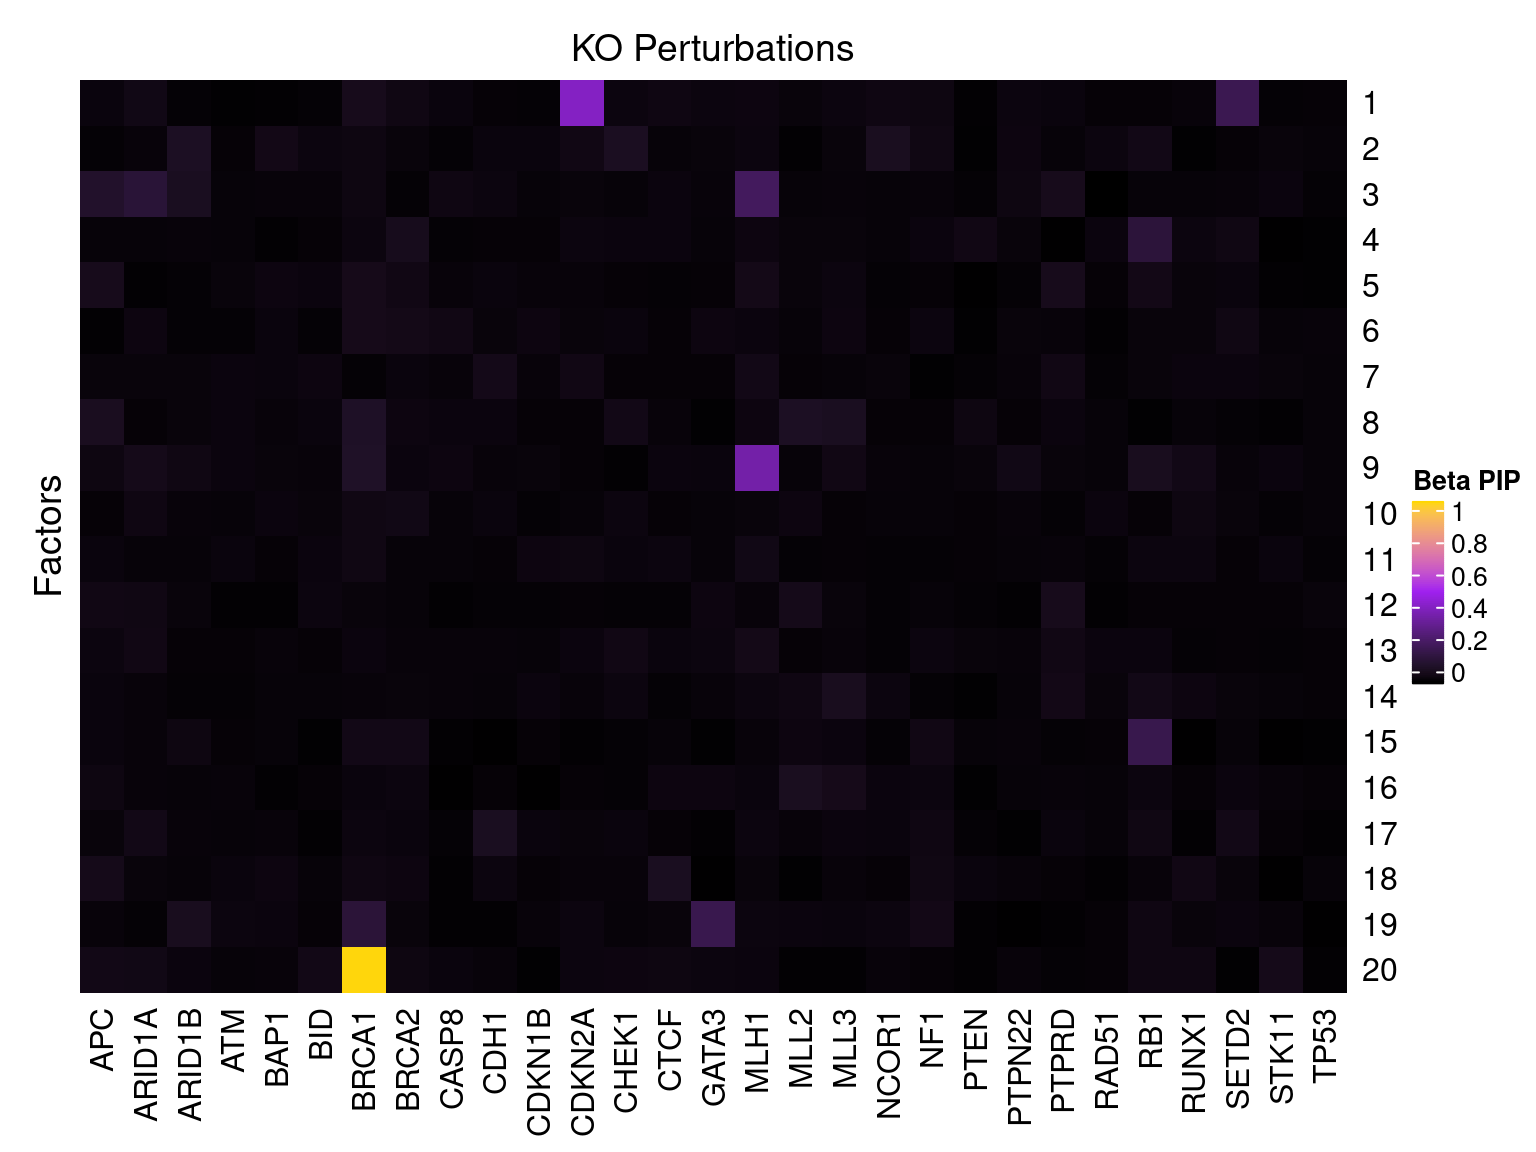 KO Perturbations
Factors
1
2
3
4
5
6
7
8
9
10
11
12
13
14
15
16
17
18
19
20
Beta PIP
1
0.8
0.6
0.4
0.2
0
APC
ARID1A
ARID1B
ATM
BAP1
BID
BRCA1
BRCA2
CASP8
CDH1
CDKN1B
CDKN2A
CHEK1
CTCF
GATA3
MLH1
MLL2
MLL3
NCOR1
NF1
PTEN
PTPN22
PTPRD
RAD51
RB1
RUNX1
SETD2
STK11
TP53